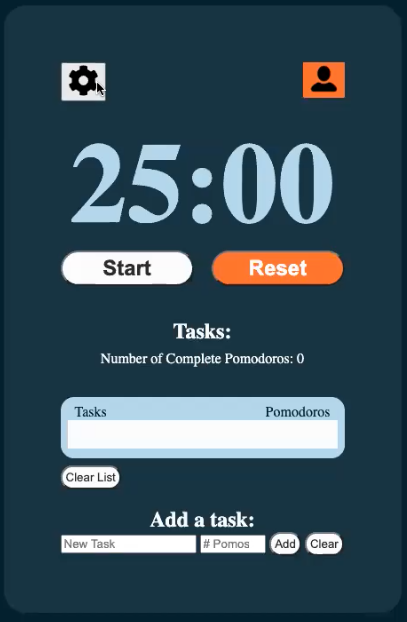 25:00
Start Reset
Tasks:
Number of Complete Pomodoros: 0
Tasks Pomodoros
Clear List
Add a task:
New Task # Pomos Add Clear